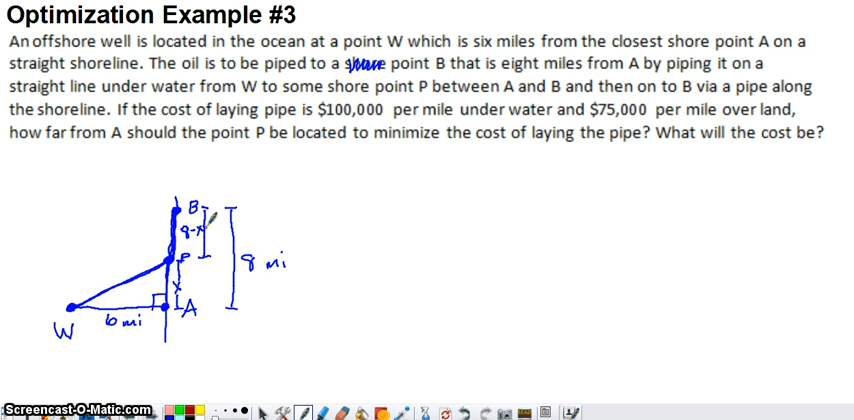 Optimization Example #3
An offshore well is located in the ocean at a point W which is six miles from the closest shore point A on a
straight shoreline. The oil is to be piped to a shore point B that is eight miles from A by piping it on a
straight line under water from W to some shore point P between A and B and then on to B via a pipe along
the shoreline. If the cost of laying pipe is $100,000 per mile under water and $75,000 per mile over land,
how far from A should the point P be located to minimize the cost of laying the pipe? What will the cost be?
B
8-x
P
8 mi
x
A
6 mi
W
Screencast-O-Matic.com